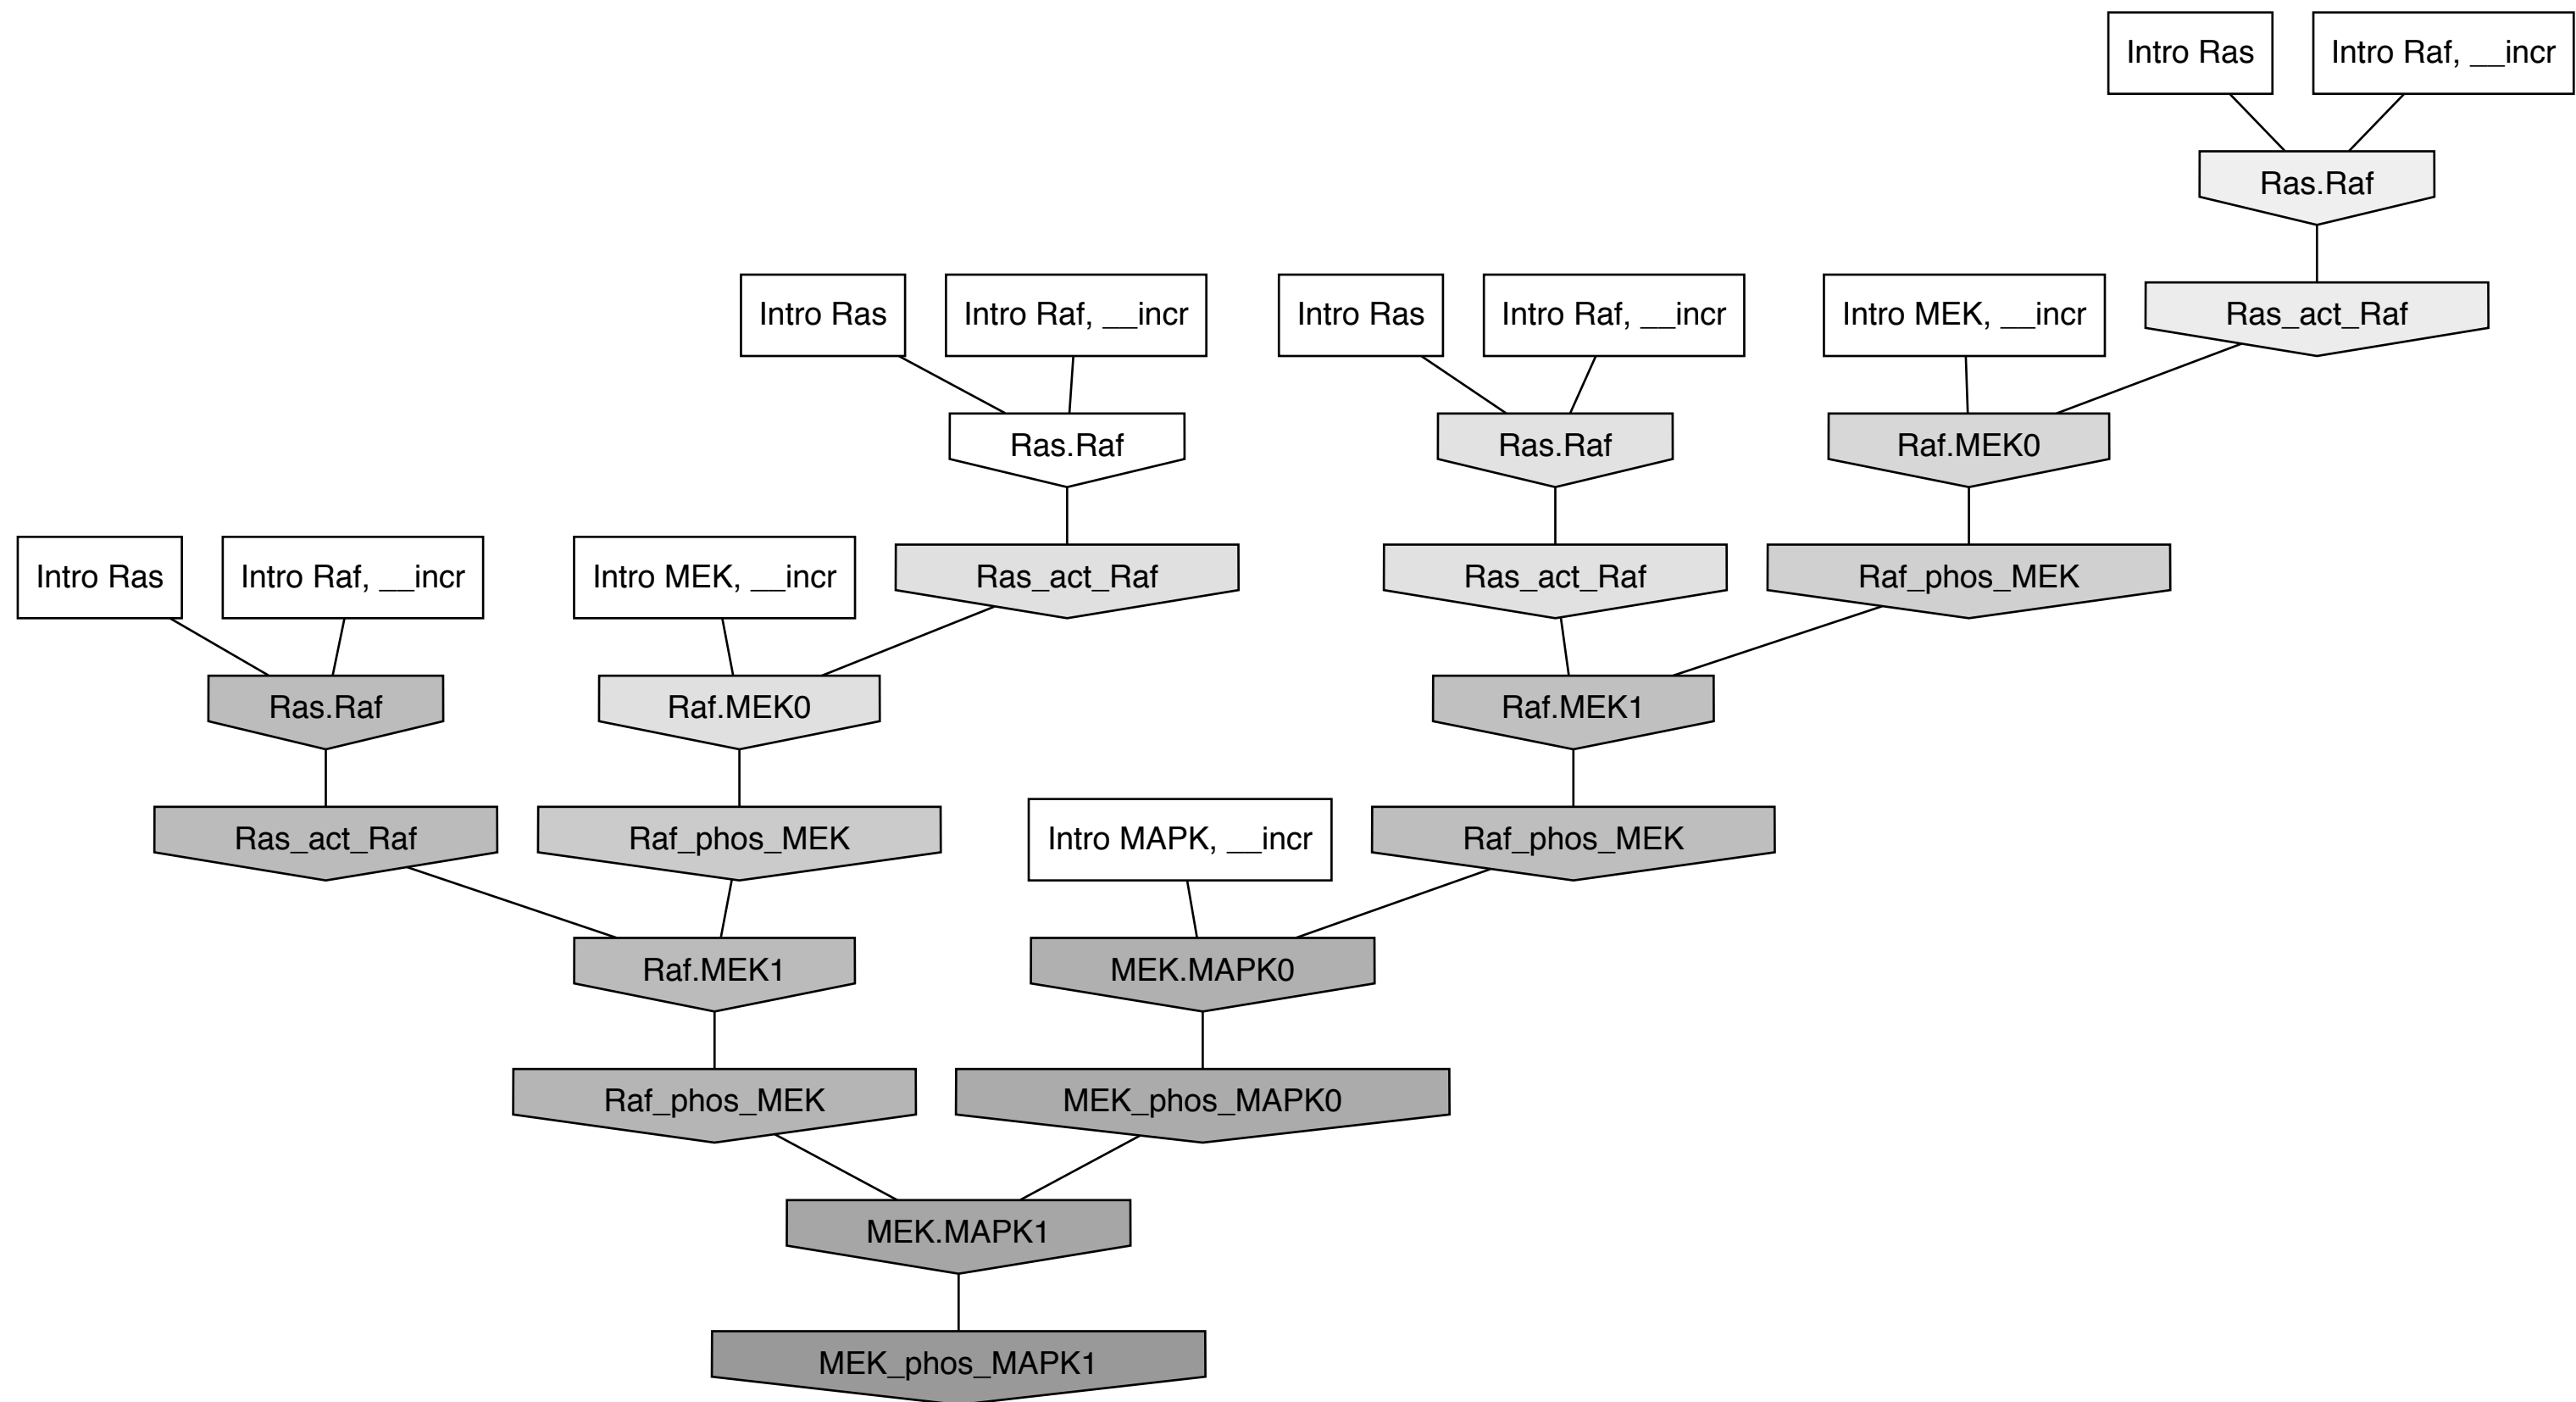 Intro Ras
Intro Raf, __incr
Ras.Raf
Intro Ras
Intro Raf, __incr
Intro Ras
Intro Raf, __incr
Intro MEK, __incr
Ras_act_Raf
Ras.Raf
Ras.Raf
Raf.MEK0
Intro Ras
Intro Raf, __incr
Intro MEK, __incr
Ras_act_Raf
Ras_act_Raf
Raf_phos_MEK
Ras.Raf
Raf.MEK0
Raf.MEK1
Ras_act_Raf
Raf_phos_MEK
Intro MAPK, __incr
Raf_phos_MEK
Raf.MEK1
MEK.MAPK0
Raf_phos_MEK
MEK_phos_MAPK0
MEK.MAPK1
MEK_phos_MAPK1